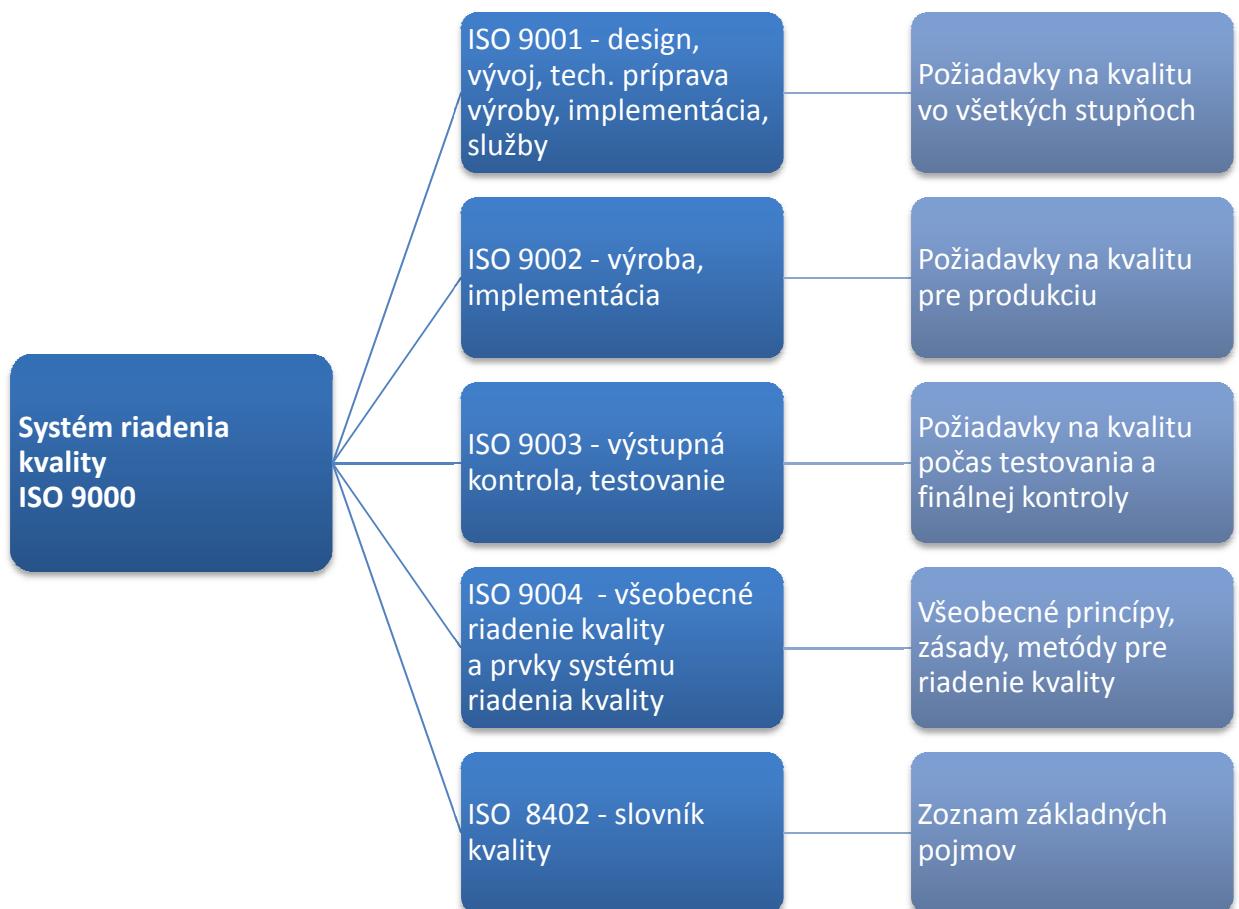 Systém riadenia
kvality
ISO 9000
ISO 9001 - design,
vývoj, tech. príprava
výroby, implementácia,
služby
Požiadavky na kvalitu
vo všetkých stupňoch
ISO 9002 - výroba,
implementácia
Požiadavky na kvalitu
pre produkciu
ISO 9003 - výstupná
kontrola, testovanie
Požiadavky na kvalitu
počas testovania a
finálnej kontroly
ISO 9004 - všeobecné
riadenie kvality
a prvky systému
riadenia kvality
Všeobecné princípy,
zásady, metódy pre
riadenie kvality
ISO 8402 - slovník
kvality
Zoznam základných
pojmov